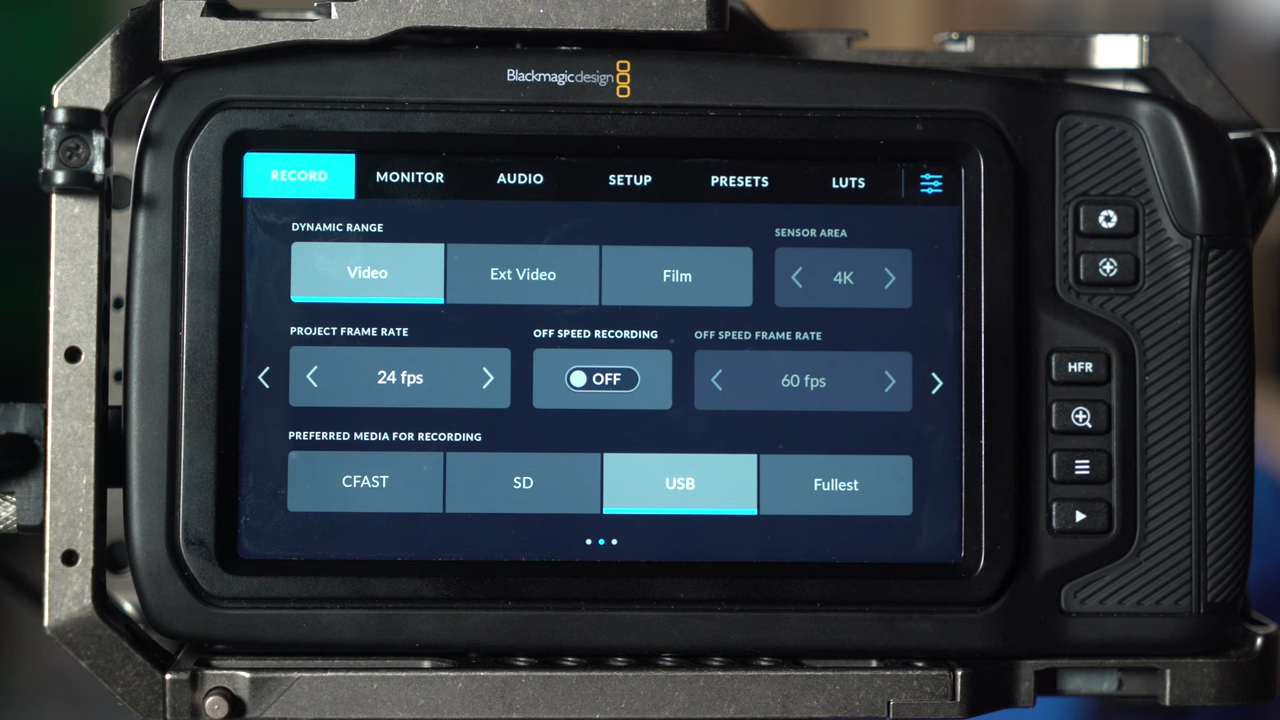 Blackmagicdesign
RECORD MONITOR AUDIO SETUP PRESETS LUTS
DYNAMIC RANGE SENSOR AREA
Video Ext Video Film 4K
PROJECT FRAME RATE OFF SPEED RECORDING OFF SPEED FRAME RATE
24 fps OFF 60 fps
HFR
PREFERRED MEDIA FOR RECORDING
CFAST SD USB Fullest